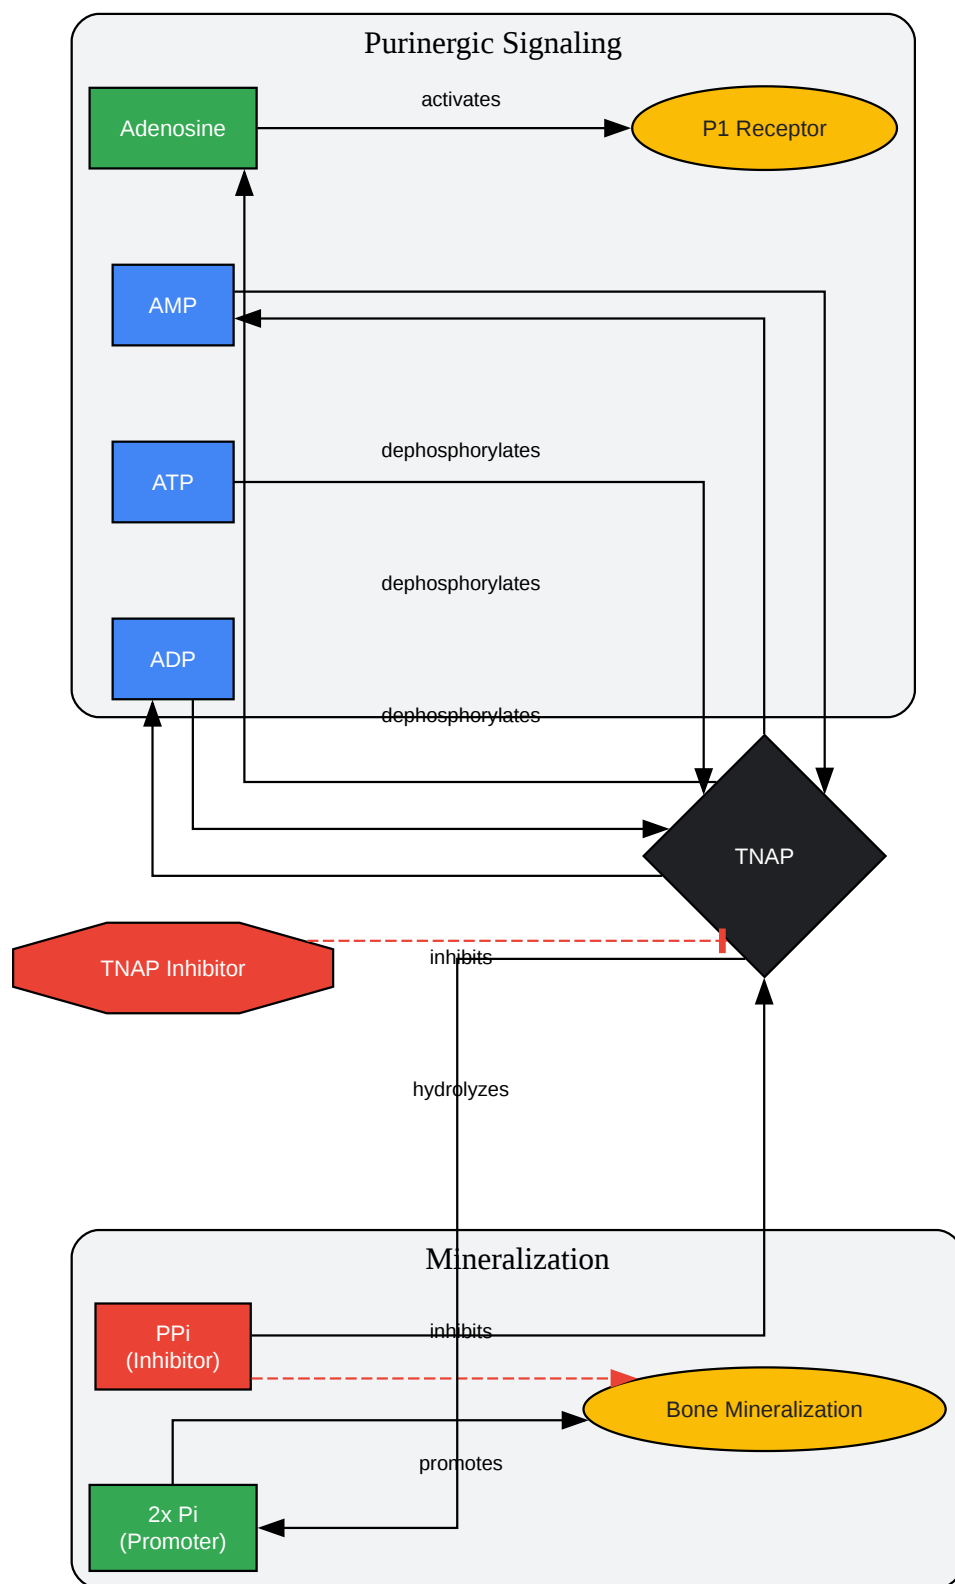 Purinergic Signaling
Adenosine
activates
P1 Receptor
AMP
dephosphorylates
ATP
dephosphorylates
ADP
dephosphorylates
TNAP
TNAP Inhibitor
inhibits
hydrolyzes
Mineralization
PPi
(Inhibitor)
inhibits
Bone Mineralization
promotes
2x Pi
(Promoter)